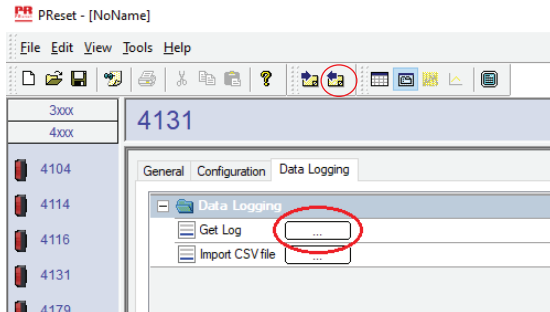 PR PReset - [NoName]
File Edit View Tools Help
3xxx
4xxx
4131
4104
4114
4116
4131
4179
General Configuration Data Logging
Data Logging
Get Log ...
Import CSV file ...